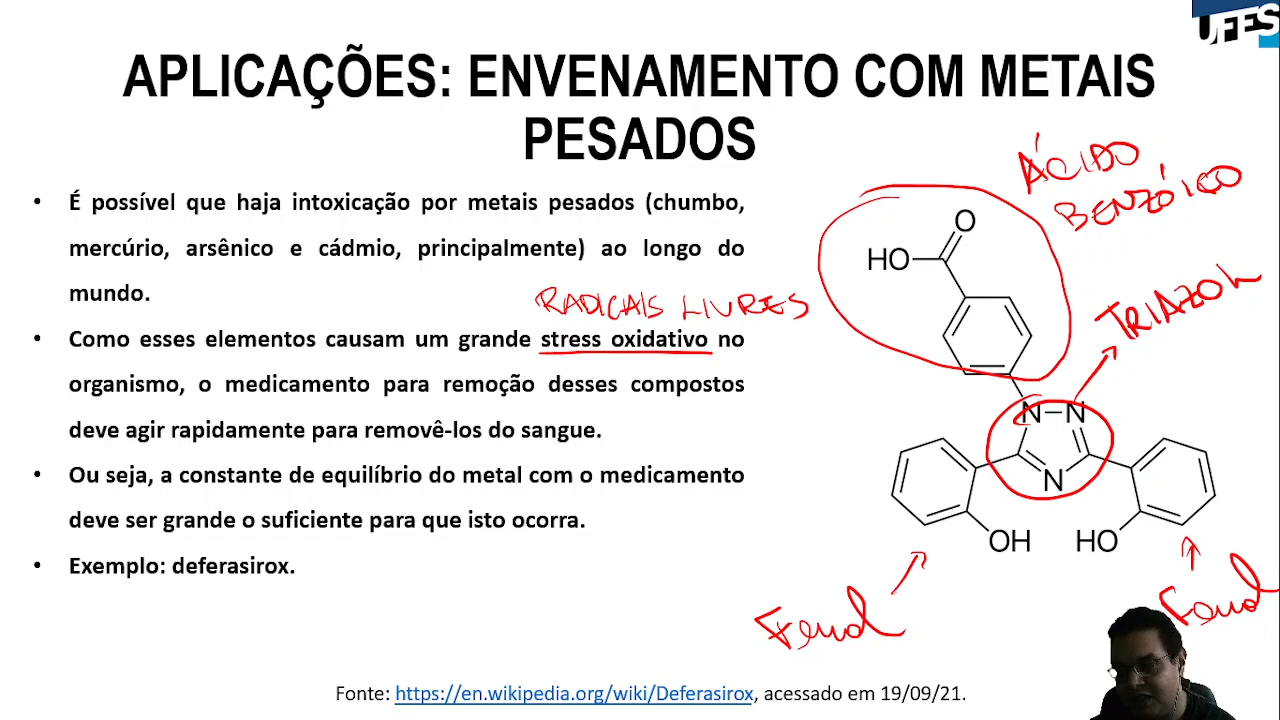 UFES
APLICAÇÕES: ENVENAMENTO COM METAIS
PESADOS
• É possível que haja intoxicação por metais pesados (chumbo,
mercúrio, arsênico e cádmio, principalmente) ao longo do
mundo.
RADICAIS LIVRES
• Como esses elementos causam um grande stress oxidativo no
organismo, o medicamento para remoção desses compostos
deve agir rapidamente para removê-los do sangue.
• Ou seja, a constante de equilíbrio do metal com o medicamento
deve ser grande o suficiente para que isto ocorra.
• Exemplo: deferasirox.
ÁCIDO
BENZÓICO
O
HO
TRIAZOL
N N
N
OH HO
Fenol
Fenol
Fonte: https://en.wikipedia.org/wiki/Deferasirox, acessado em 19/09/21.